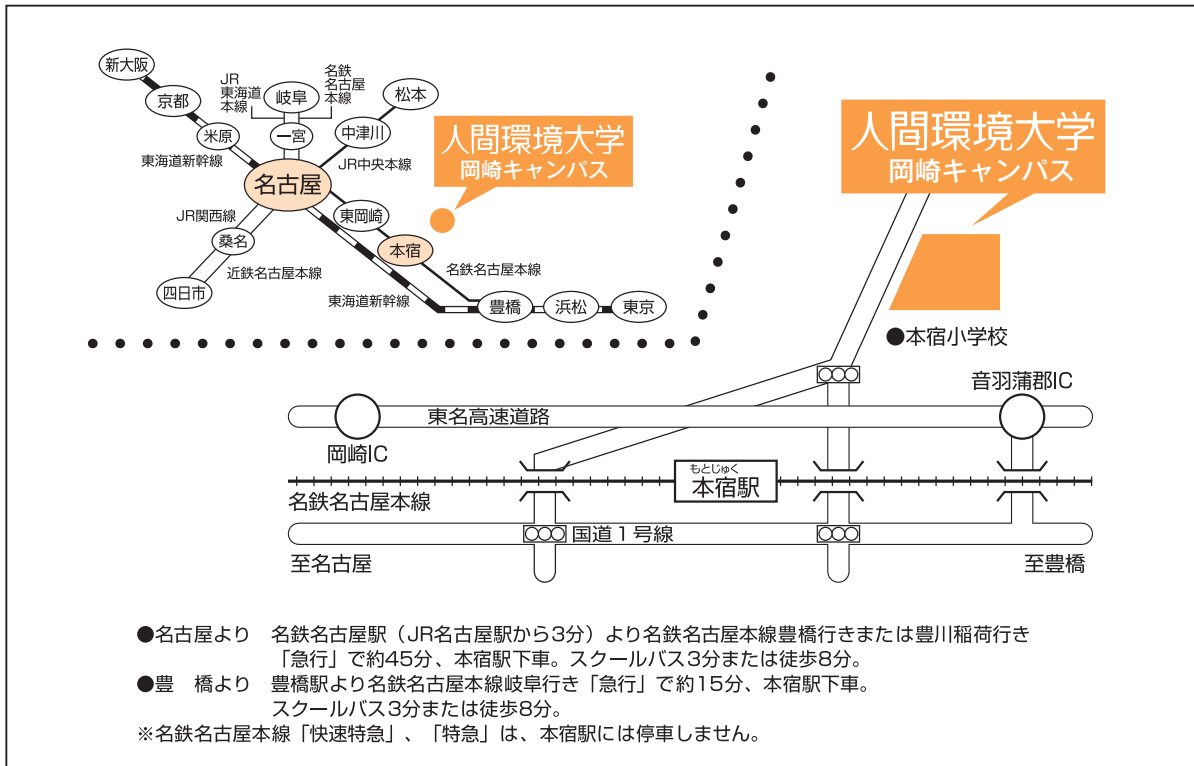 新大阪
京都
米原
東海道新幹線
JR
東海道
本線
岐阜
一宮
名鉄
名古屋
本線
松本
中津川
JR中央本線
名古屋
JR関西線
桑名
近鉄名古屋本線
四日市
東岡崎
本宿
名鉄名古屋本線
東海道新幹線
豊橋
浜松
東京
人間環境大学
岡崎キャンパス
人間環境大学
岡崎キャンパス
●本宿小学校
音羽蒲郡IC
東名高速道路
岡崎IC
もとじゅく
本宿駅
名鉄名古屋本線
国道1号線
至名古屋
至豊橋
●名古屋より 名鉄名古屋駅（JR名古屋駅から3分）より名鉄名古屋本線豊橋行きまたは豊川稲荷行き
「急行」で約45分、本宿駅下車。スクールバス3分または徒歩8分。
●豊 橋より 豊橋駅より名鉄名古屋本線岐阜行き「急行」で約15分、本宿駅下車。
スクールバス3分または徒歩8分。
※名鉄名古屋本線「快速特急」、「特急」は、本宿駅には停車しません。